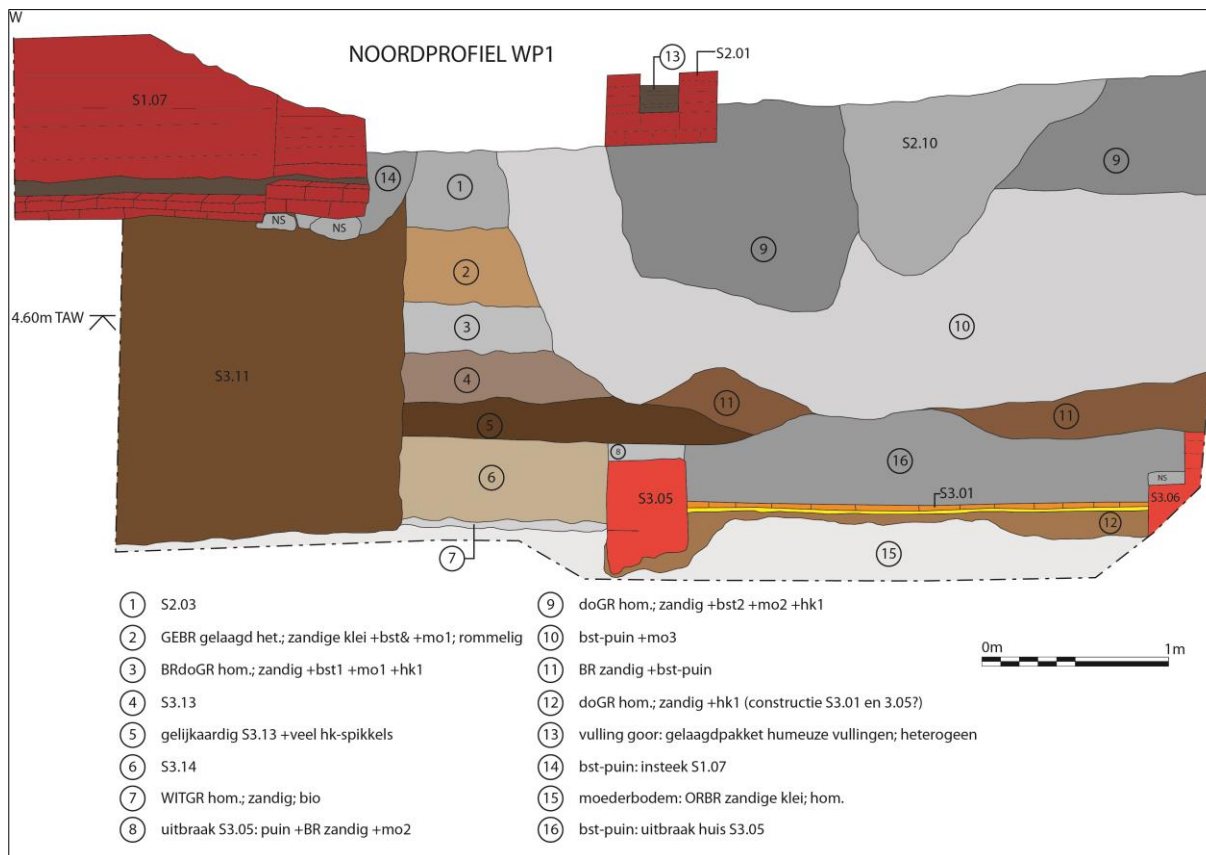 W
NOORDPROFIEL WP1
13
S2.01
S1.07
14
1
S2.10
9
NS
NS
2
9
4.60m TAW
3
10
S3.11
4
11
11
5
8
16
6
S3.05
S3.01
NS
S3.06
12
7
15
1 S2.03
2 GEBR gelaagd het.; zandige klei +bst& +mo1; rommelig
3 BRdoGR hom.; zandig +bst1 +mo1 +hk1
4 S3.13
5 gelijkaardig S3.13 +veel hk-spikkels
6 S3.14
7 WITGR hom.; zandig; bio
8 uitbraak S3.05: puin +BR zandig +mo2
9 doGR hom.; zandig +bst2 +mo2 +hk1
10 bst-puin +mo3
11 BR zandig +bst-puin
12 doGR hom.; zandig +hk1 (constructie S3.01 en 3.05?)
13 vulling goor: gelaagdpakket humeuze vullingen; heterogeen
14 bst-puin: insteek S1.07
15 moederbodem: ORBR zandige klei; hom.
16 bst-puin: uitbraak huis S3.05
0m 1m